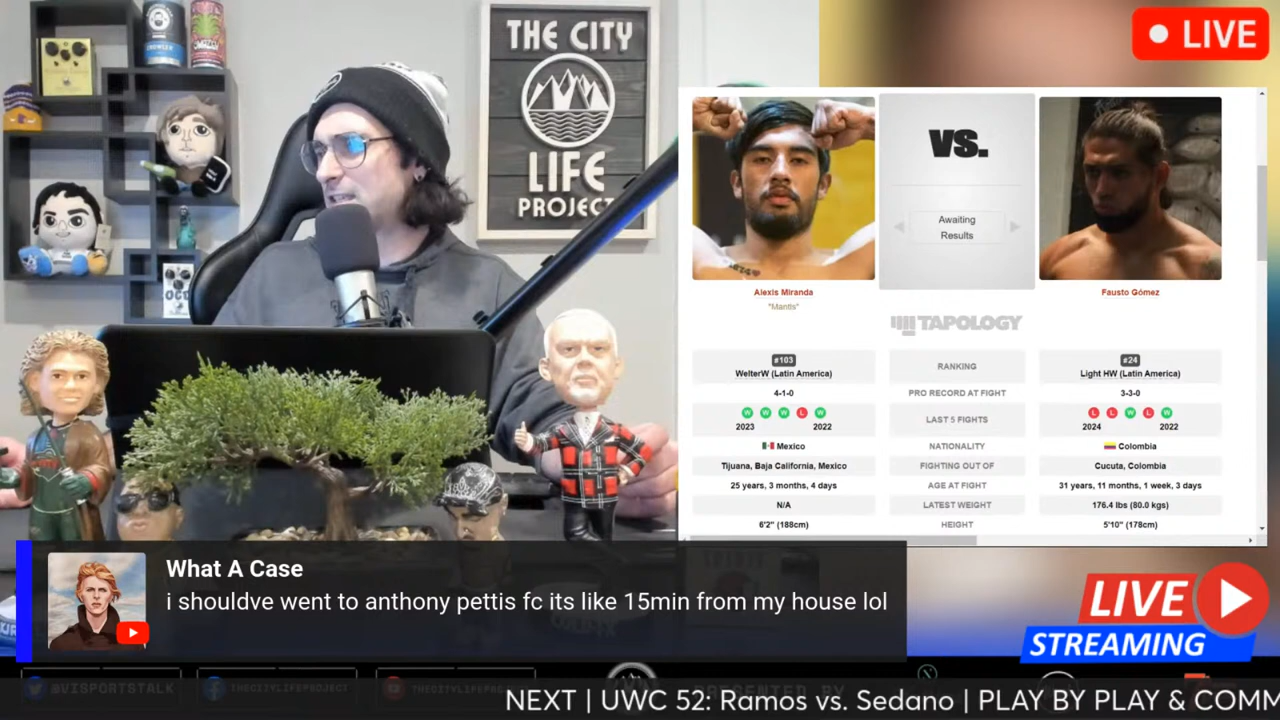 THE CITY
LIFE
PROJECT
LIVE
VS.
Awaiting
Results
Alexis Miranda
"Mantis"
Fausto Gómez
TAPOLOGY
#103
WelterW (Latin America)
RANKING
#24
Light HW (Latin America)
4-1-0
PRO RECORD AT FIGHT
3-3-0
W W W L W
2023 2022
LAST 5 FIGHTS
L L W L W
2024 2022
Mexico
NATIONALITY
Colombia
Tijuana, Baja California, Mexico
FIGHTING OUT OF
Cucuta, Colombia
25 years, 3 months, 4 days
AGE AT FIGHT
31 years, 11 months, 1 week, 3 days
N/A
LATEST WEIGHT
176.4 lbs (80.0 kgs)
6'2" (188cm)
HEIGHT
5'10" (178cm)
What A Case
i shouldve went to anthony pettis fc its like 15min from my house lol
LIVE
STREAMING
@VISPORTSTALK
THECITYLIFEPROJECT
NEXT | UWC 52: Ramos vs. Sedano | PLAY BY PLAY & COMM